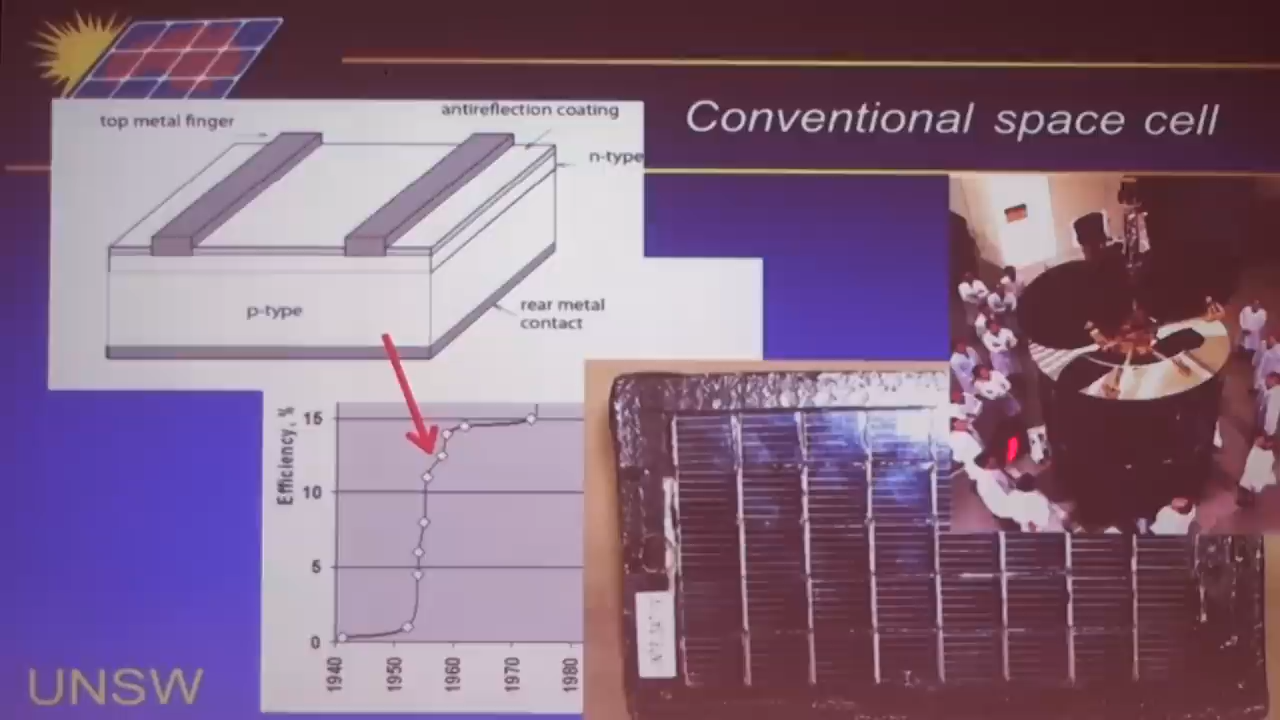 Conventional space cell
top metal finger
antireflection coating
n-type
p-type
rear metal
contact
Efficiency, %
15
10
5
0
1940
1950
1960
1970
1980
UNSW